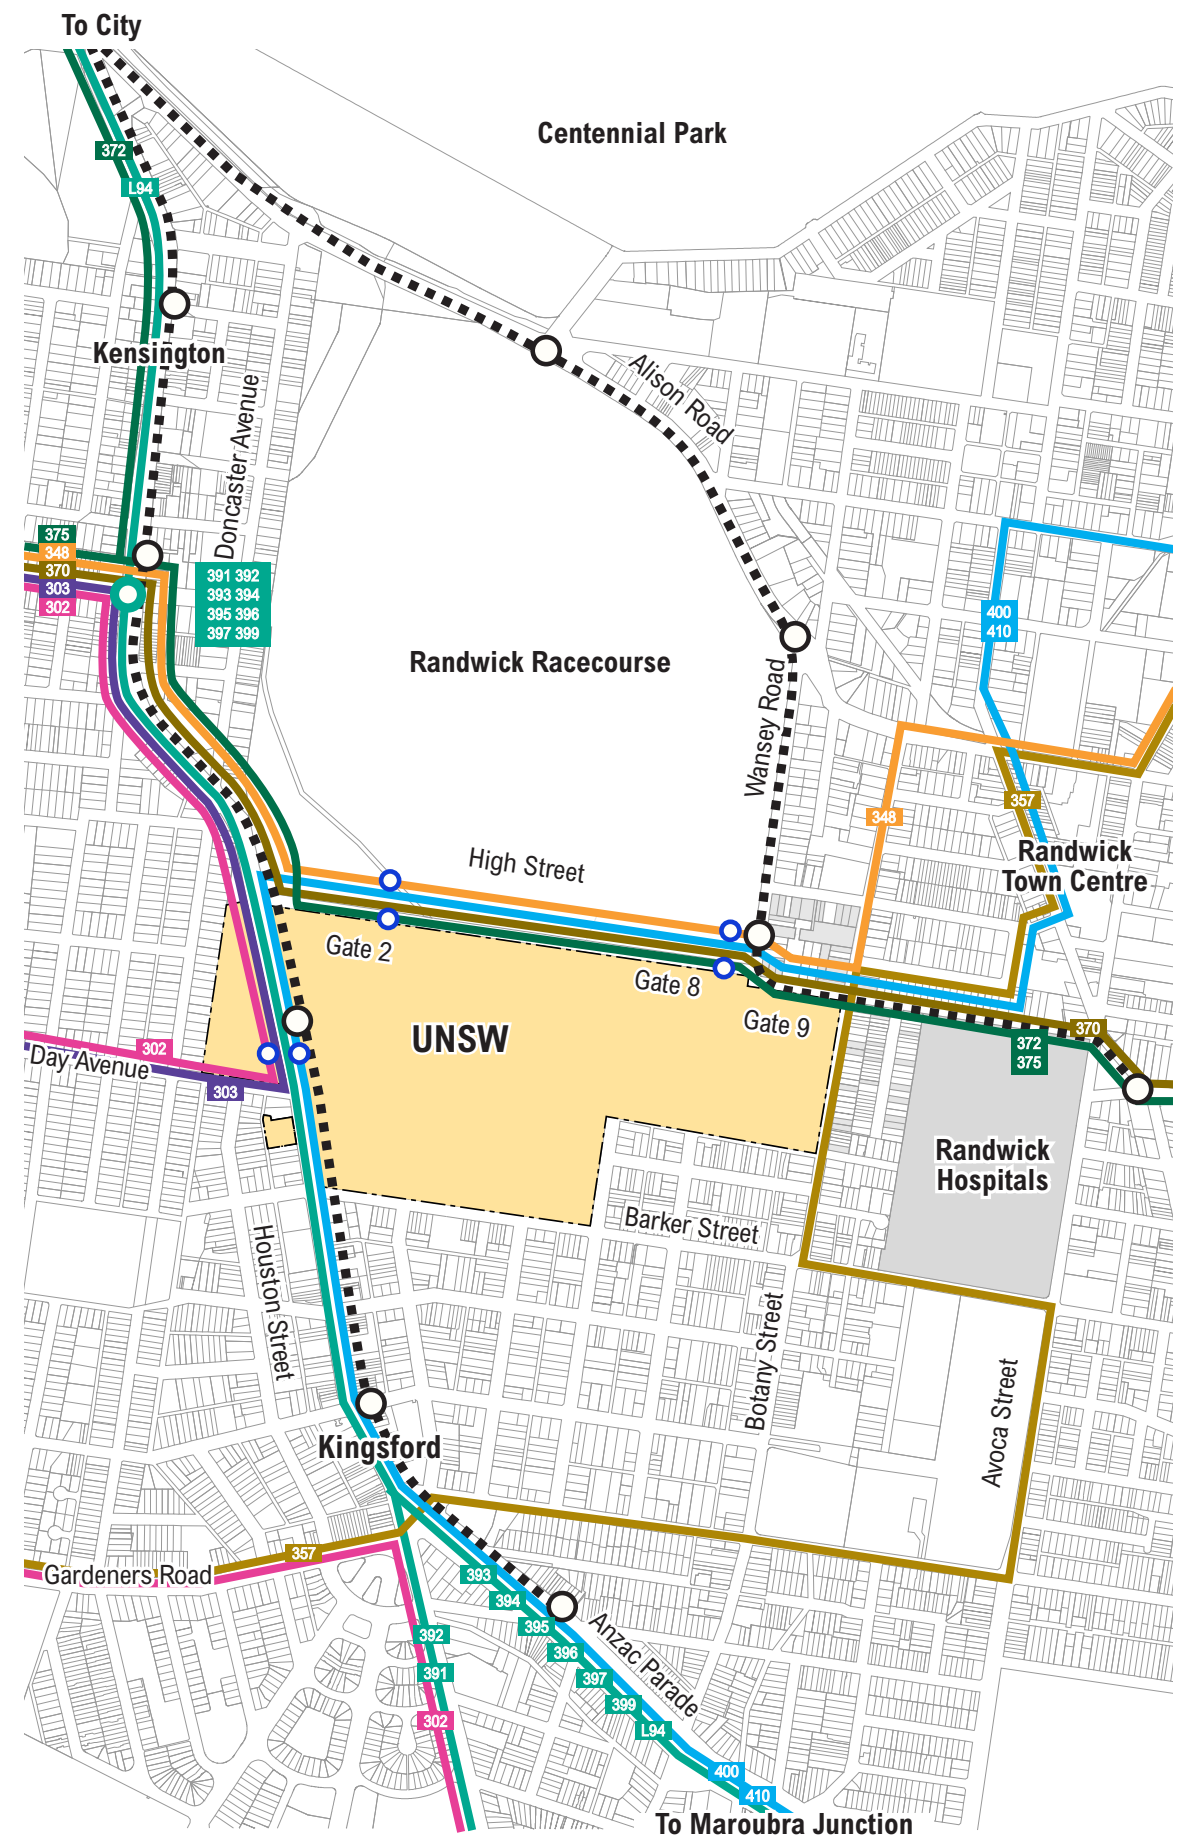 To City
Centennial Park
372
L94
Kensington
Alison Road
Doncaster Avenue
375
348
370
303
302
391 392
393 394
395 396
397 399
400
410
Randwick Racecourse
Wansey Road
357
348
Randwick
Town Centre
High Street
Gate 2
Gate 8
Gate 9
UNSW
370
372
375
302
Day Avenue
303
Randwick
Hospitals
Barker Street
Houston Street
Botany Street
Avoca Street
Kingsford
357
Gardeners Road
393
394
395
396
397
399
L94
Anzac Parade
392
391
302
400
410
To Maroubra Junction